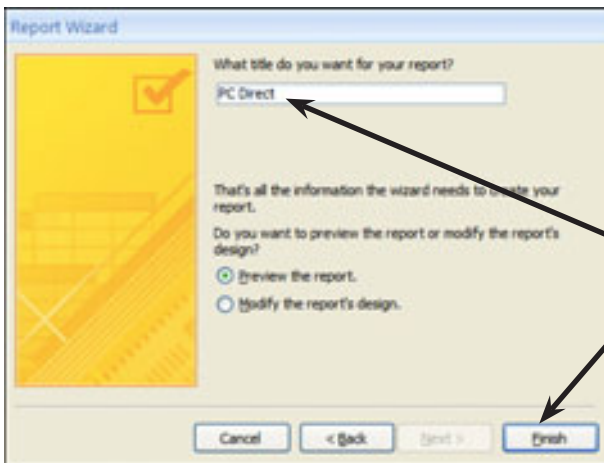 Report Wizard
What title do you want for your report?
PC Direct
That's all the information the wizard needs to create your
report.
Do you want to preview the report or modify the report's
design?
Preview the report.
Modify the report's design.
Cancel
< Back
Next >
Finish